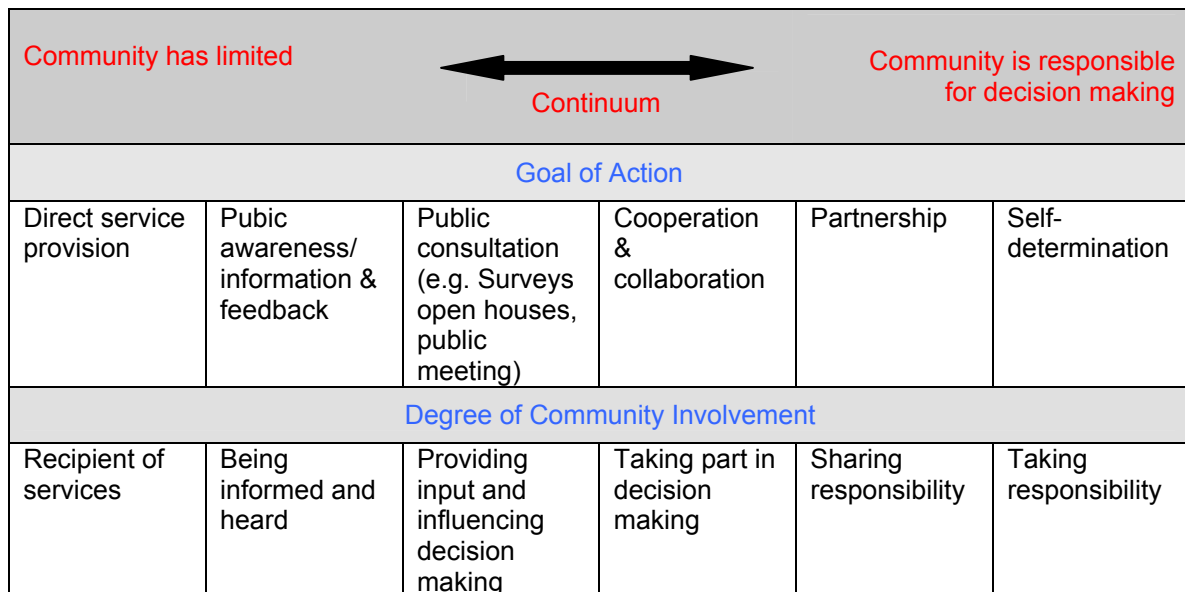 Community has limited
Continuum
Community is responsible
for decision making
Goal of Action
Direct service
provision
Pubic
awareness/
information &
feedback
Public
consultation
(e.g. Surveys
open houses,
public
meeting)
Cooperation
&
collaboration
Partnership
Self-
determination
Degree of Community Involvement
Recipient of
services
Being
informed and
heard
Providing
input and
influencing
decision
making
Taking part in
decision
making
Sharing
responsibility
Taking
responsibility